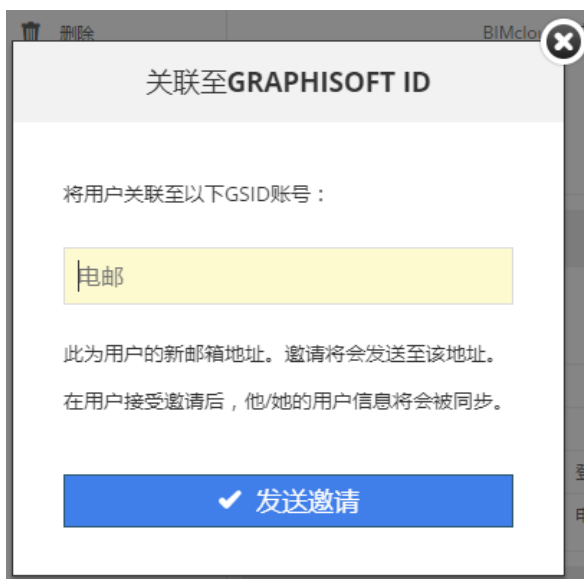 删除
BIMclou
关联至GRAPHISOFT ID
将用户关联至以下GSID账号：
电邮
此为用户的新邮箱地址。邀请将会发送至该地址。
在用户接受邀请后，他/她的用户信息将会被同步。
发送邀请